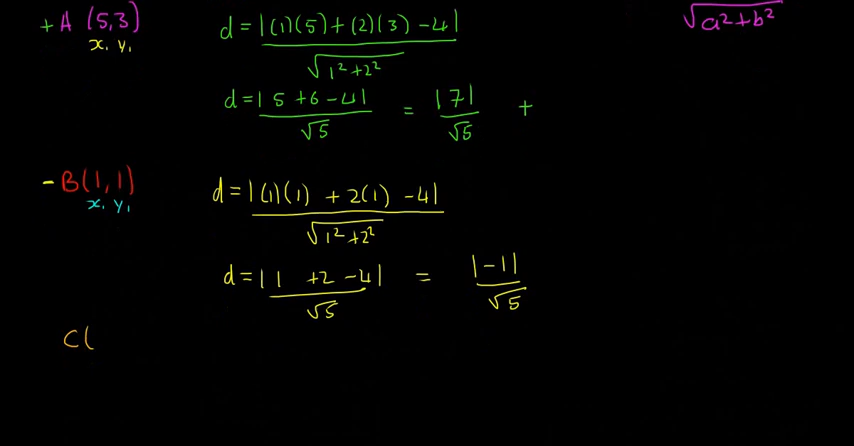 + A (5,3)
x₁ y₁
d = |(1)(5) + (2)(3) - 4|
√1² + 2²
√a² + b²
d = |5 + 6 - 4|
√5
= |7|
√5
+
- B(1, 1)
x₁ y₁
d = |(1)(1) + 2(1) - 4|
√1² + 2²
d = |1 + 2 - 4|
√5
= |-1|
√5
C(